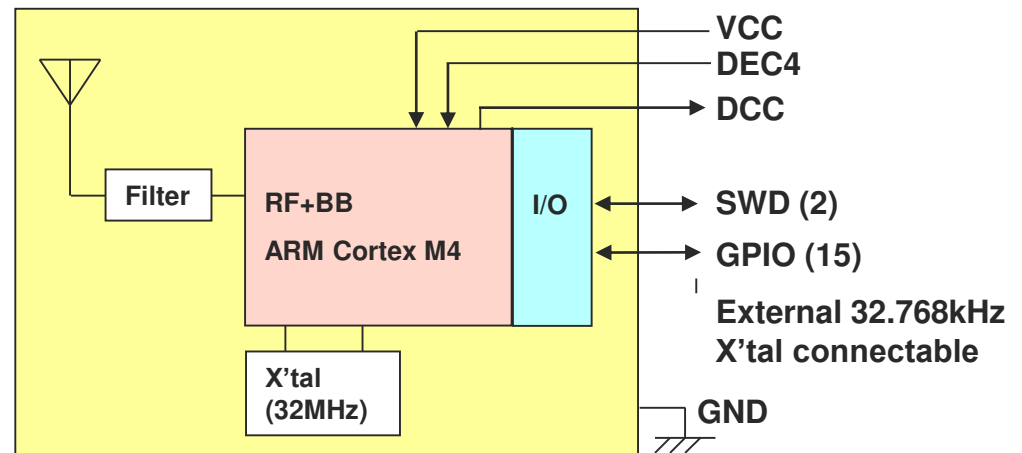 VCC
DEC4
DCC
Filter
RF+BB
ARM Cortex M4
I/O
SWD (2)
GPIO (15)
External 32.768kHz
X'tal connectable
X'tal
(32MHz)
GND